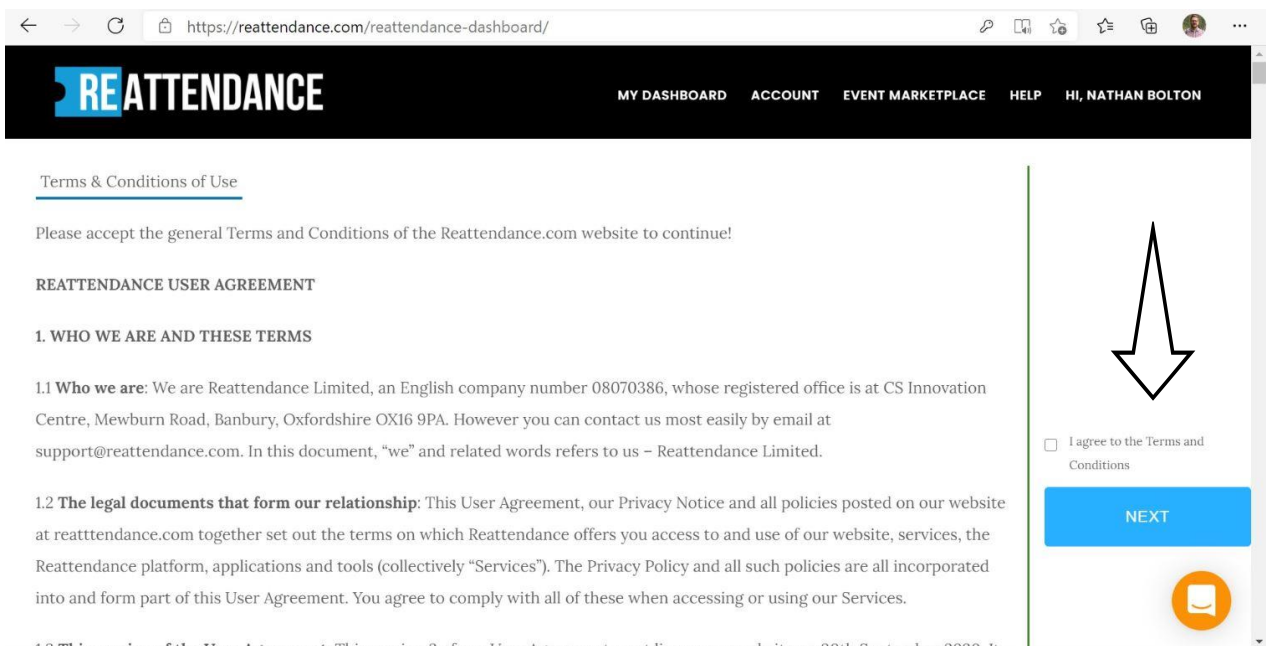 https://reattendance.com/reattendance-dashboard/
REATTENDANCE
MY DASHBOARD ACCOUNT EVENT MARKETPLACE HELP HI, NATHAN BOLTON
Terms & Conditions of Use
Please accept the general Terms and Conditions of the Reattendance.com website to continue!
REATTENDANCE USER AGREEMENT
1. WHO WE ARE AND THESE TERMS
1.1 Who we are: We are Reattendance Limited, an English company number 08070386, whose registered office is at CS Innovation
Centre, Mewburn Road, Banbury, Oxfordshire OX16 9PA. However you can contact us most easily by email at
support@reattendance.com. In this document, “we” and related words refers to us – Reattendance Limited.
1.2 The legal documents that form our relationship: This User Agreement, our Privacy Notice and all policies posted on our website
at reatttendance.com together set out the terms on which Reattendance offers you access to and use of our website, services, the
Reattendance platform, applications and tools (collectively “Services”). The Privacy Policy and all such policies are all incorporated
into and form part of this User Agreement. You agree to comply with all of these when accessing or using our Services.
I agree to the Terms and
Conditions
NEXT